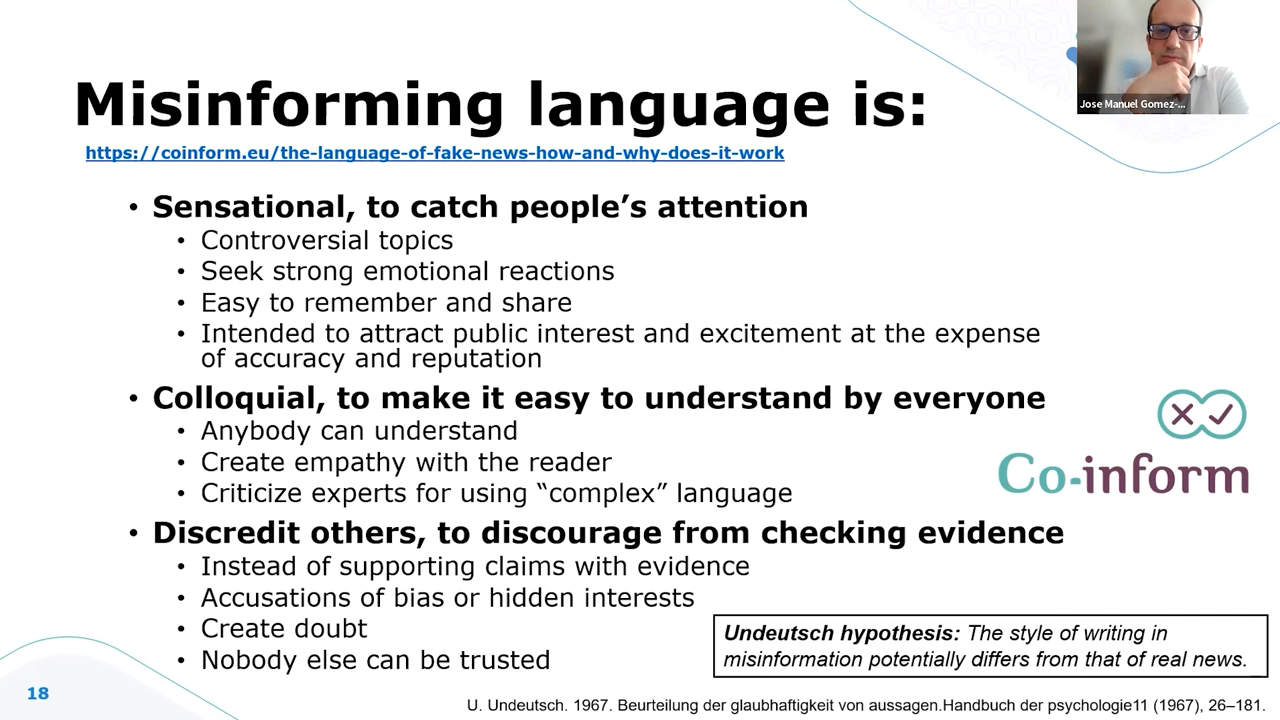 Misinforming language is:
https://coinform.eu/the-language-of-fake-news-how-and-why-does-it-work
Jose Manuel Gomez-...
• Sensational, to catch people’s attention
• Controversial topics
• Seek strong emotional reactions
• Easy to remember and share
• Intended to attract public interest and excitement at the expense
of accuracy and reputation
• Colloquial, to make it easy to understand by everyone
• Anybody can understand
• Create empathy with the reader
• Criticize experts for using “complex” language
Co-inform
• Discredit others, to discourage from checking evidence
• Instead of supporting claims with evidence
• Accusations of bias or hidden interests
• Create doubt
• Nobody else can be trusted
Undeutsch hypothesis: The style of writing in
misinformation potentially differs from that of real news.
18
U. Undeutsch. 1967. Beurteilung der glaubhaftigkeit von aussagen.Handbuch der psychologie11 (1967), 26–181.